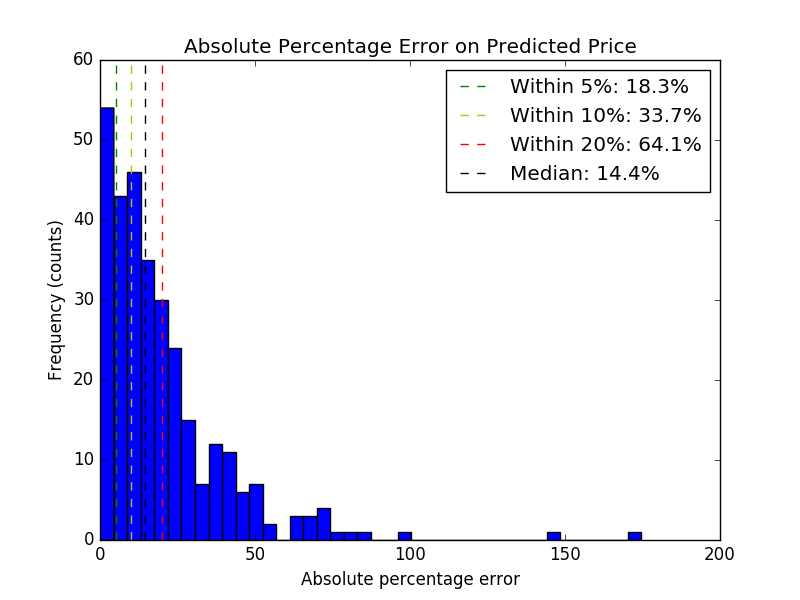 Absolute Percentage Error on Predicted Price
Within 5%: 18.3%
Within 10%: 33.7%
Within 20%: 64.1%
Median: 14.4%
Frequency (counts)
60
50
40
30
20
10
0
0 50 100 150 200
Absolute percentage error